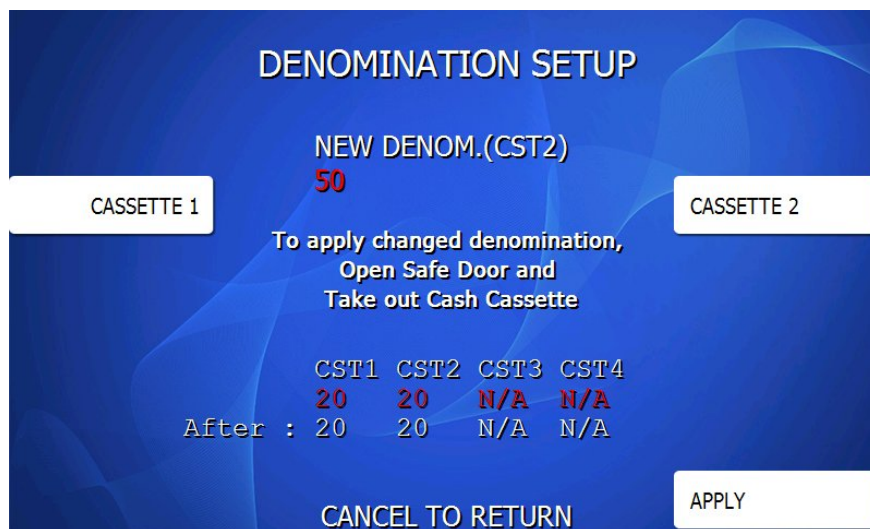 DENOMINATION SETUP
NEW DENOM.(CST2)
50
CASSETTE 1
CASSETTE 2
To apply changed denomination,
Open Safe Door and
Take out Cash Cassette
CST1 CST2 CST3 CST4
20 20 N/A N/A
After : 20 20 N/A N/A
CANCEL TO RETURN
APPLY